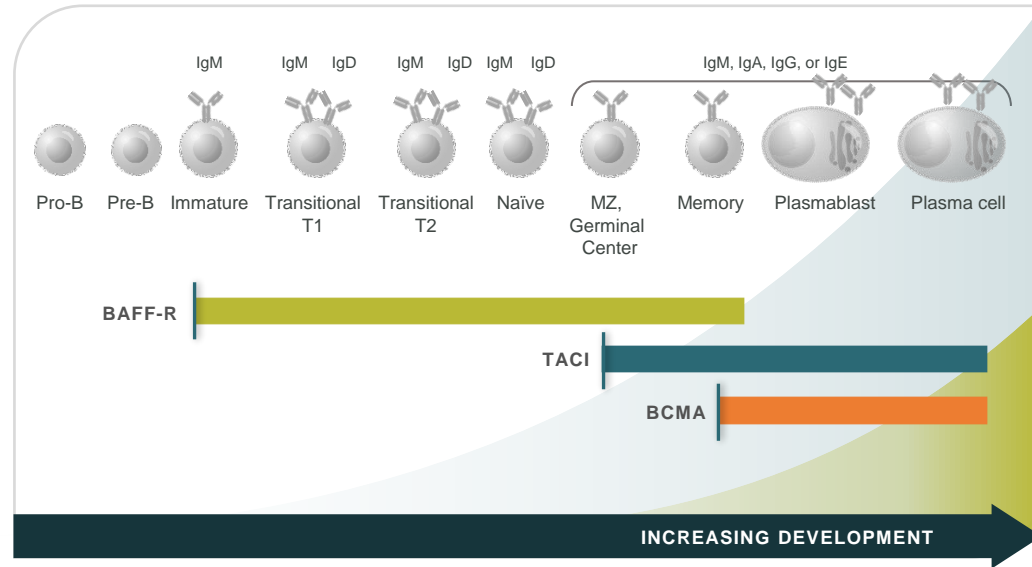 IgM
IgM IgD
IgM IgD
IgM IgD
IgM, IgA, IgG, or IgE
Pro-B
Pre-B
Immature
Transitional
T1
Transitional
T2
Naïve
MZ,
Germinal
Center
Memory
Plasmablast
Plasma cell
BAFF-R
TACI
BCMA
INCREASING DEVELOPMENT